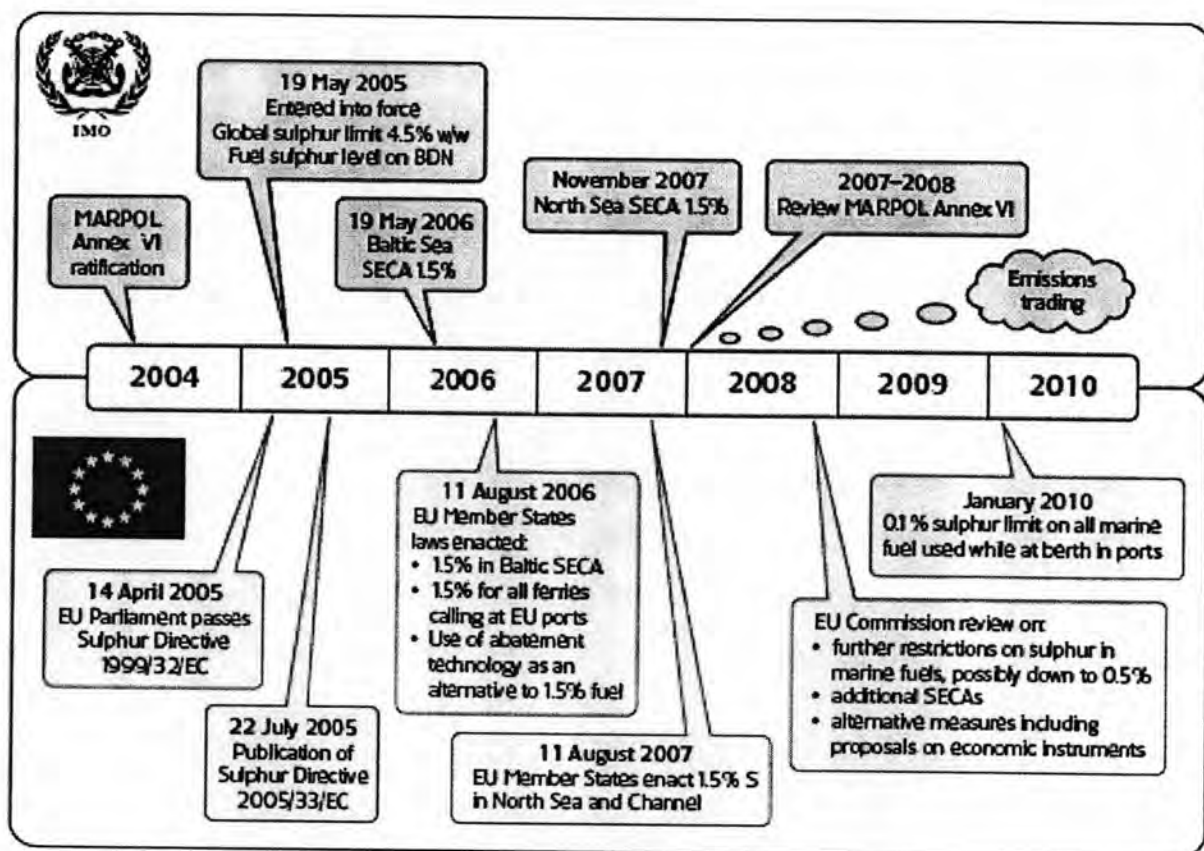 IMO
19 May 2005
Entered into force
Global sulphur limit 4.5% w/w
Fuel sulphur level on BDN
MARPOL
Annex VI
ratification
19 May 2006
Baltic Sea
SECA 1.5%
November 2007
North Sea SECA 1.5%
2007–2008
Review MARPOL Annex VI
Emissions
trading
2004
2005
2006
2007
2008
2009
2010
14 April 2005
EU Parliament passes
Sulphur Directive
1999/32/EC
22 July 2005
Publication of
Sulphur Directive
2005/33/EC
11 August 2006
EU Member States
laws enacted:
• 1.5% in Baltic SECA
• 1.5% for all ferries
calling at EU ports
• Use of abatement
technology as an
alternative to 1.5% fuel
11 August 2007
EU Member States enact 1.5% S
in North Sea and Channel
January 2010
0.1% sulphur limit on all marine
fuel used while at berth in ports
EU Commission review on:
• further restrictions on sulphur in
marine fuels, possibly down to 0.5%
• additional SECAs
• alternative measures including
proposals on economic instruments